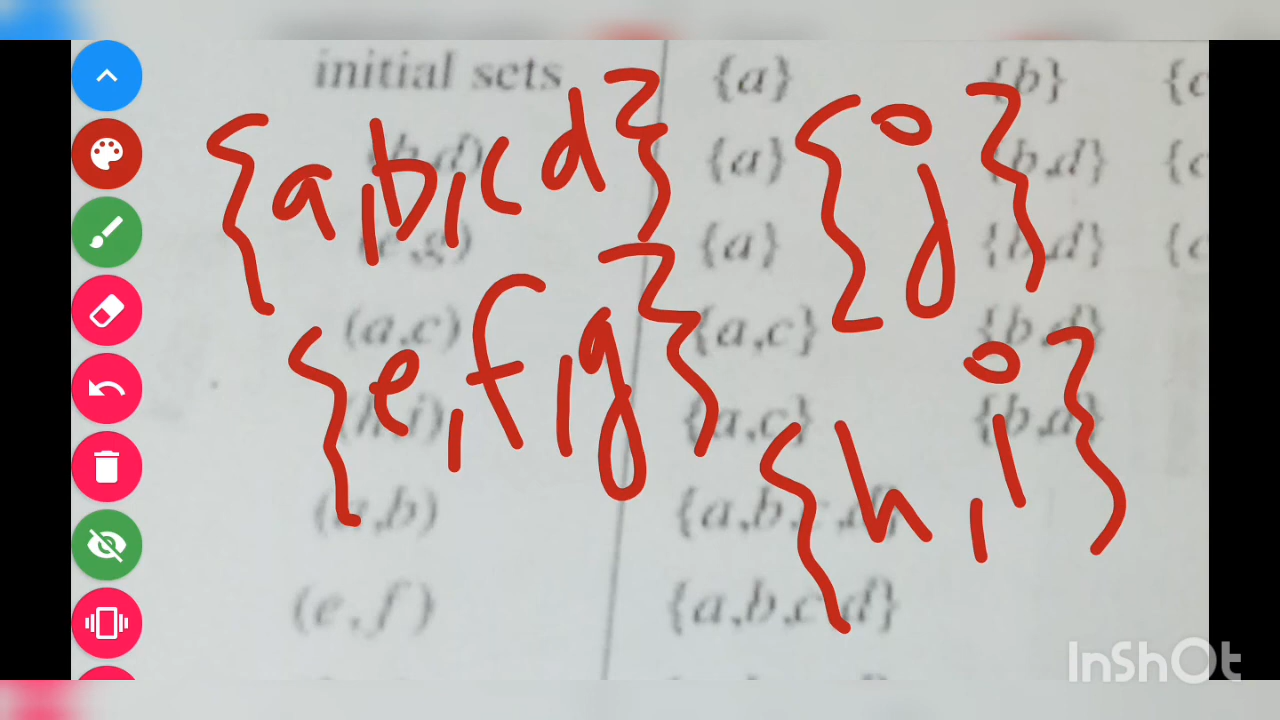 initial sets {a} {b} {c
(b,d) {a} {b,d} {c
(e,g) {a} {b,d} {c
(a,c) {a,c} {b,d}
(h,i) {a,c} {b,d}
(a,b) {a,b,c,d}
(e,f) {a,b,c,d}
{a,b,c d} {j}
{e,f,g} {h,i}
InShOt